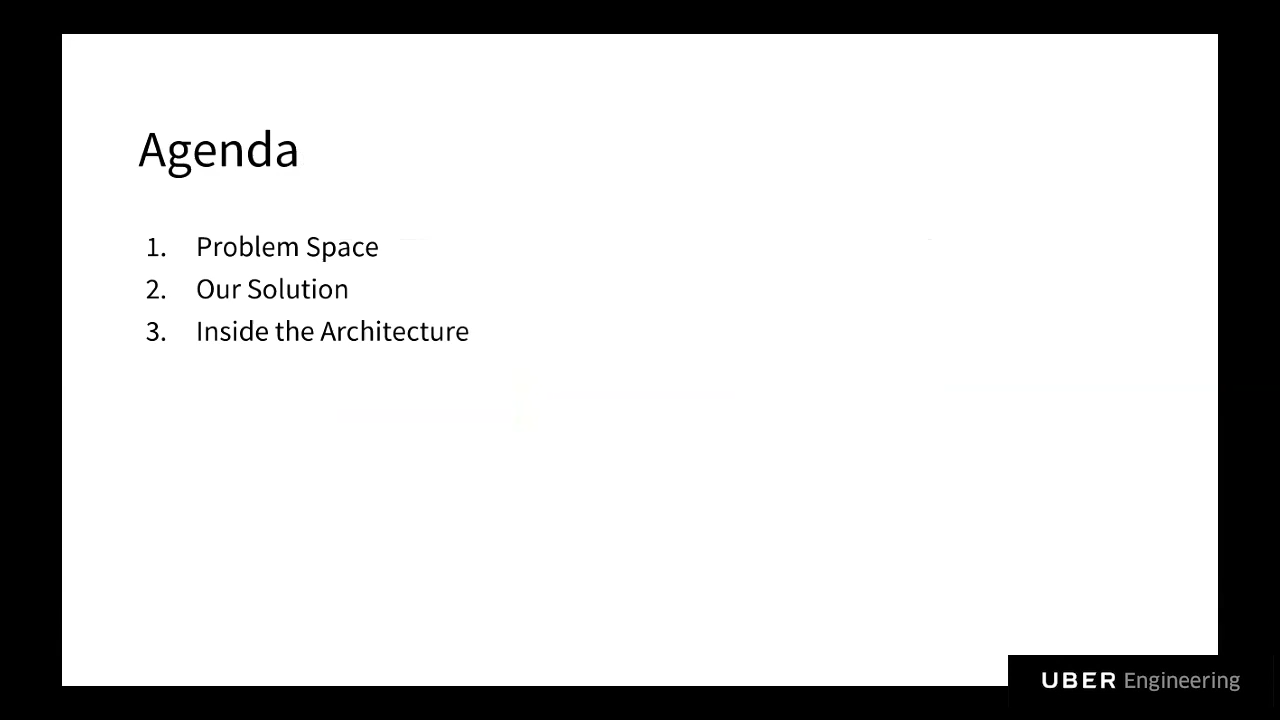 Agenda
1. Problem Space
2. Our Solution
3. Inside the Architecture
UBER Engineering